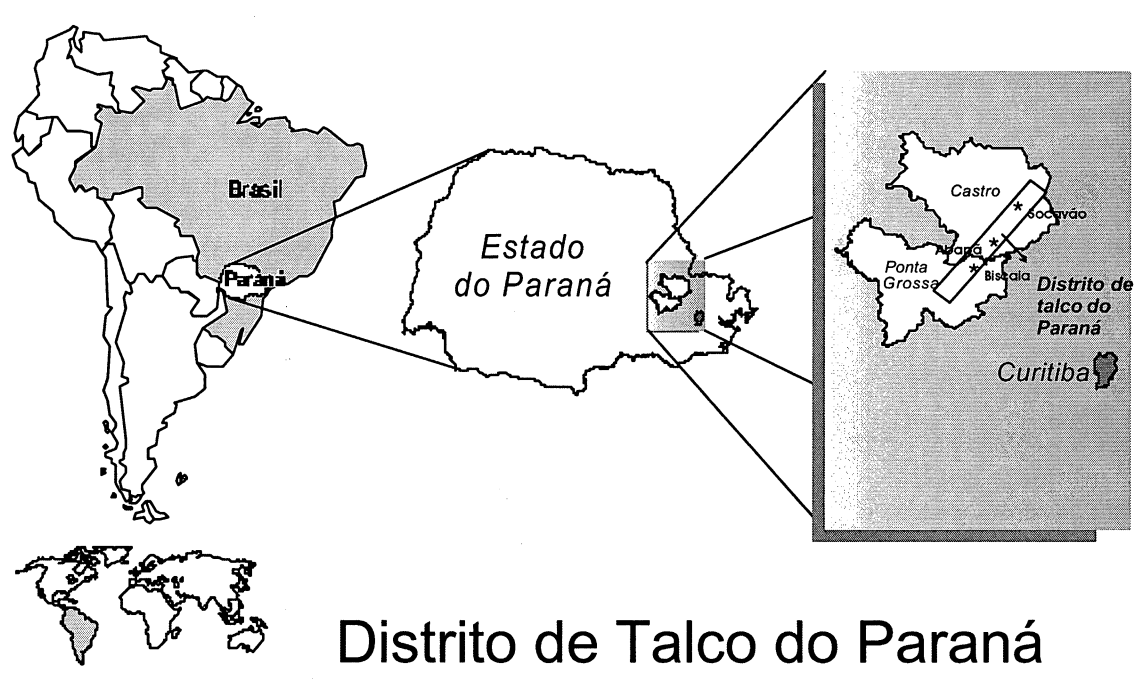 Brasil
Paraná
Estado
do Paraná
Castro
Socavão
Abaná
Ponta
Grossa
Biscaia
Distrito de
talco do
Paraná
Curitiba
Distrito de Talco do Paraná